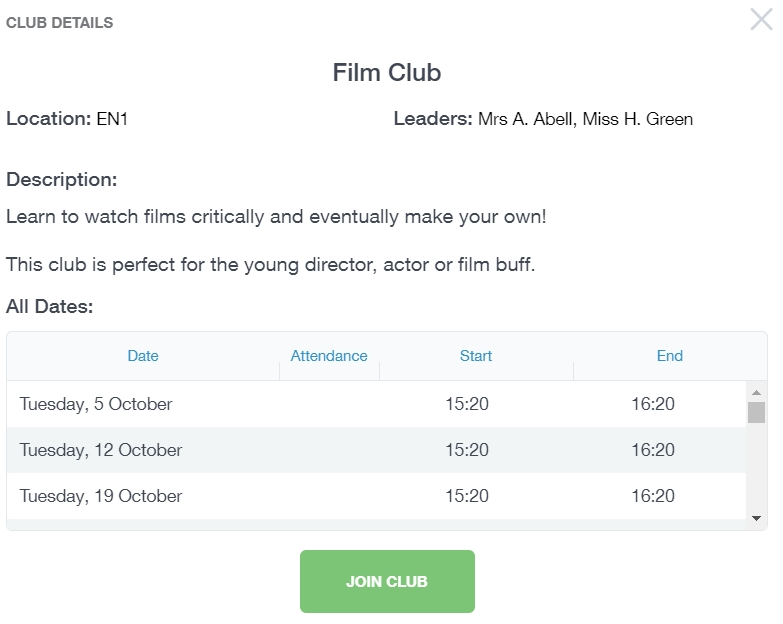 CLUB DETAILS
Film Club
Location: EN1 Leaders: Mrs A. Abell, Miss H. Green
Description:
Learn to watch films critically and eventually make your own!
This club is perfect for the young director, actor or film buff.
All Dates:
Date Attendance Start End
Tuesday, 5 October 15:20 16:20
Tuesday, 12 October 15:20 16:20
Tuesday, 19 October 15:20 16:20
JOIN CLUB